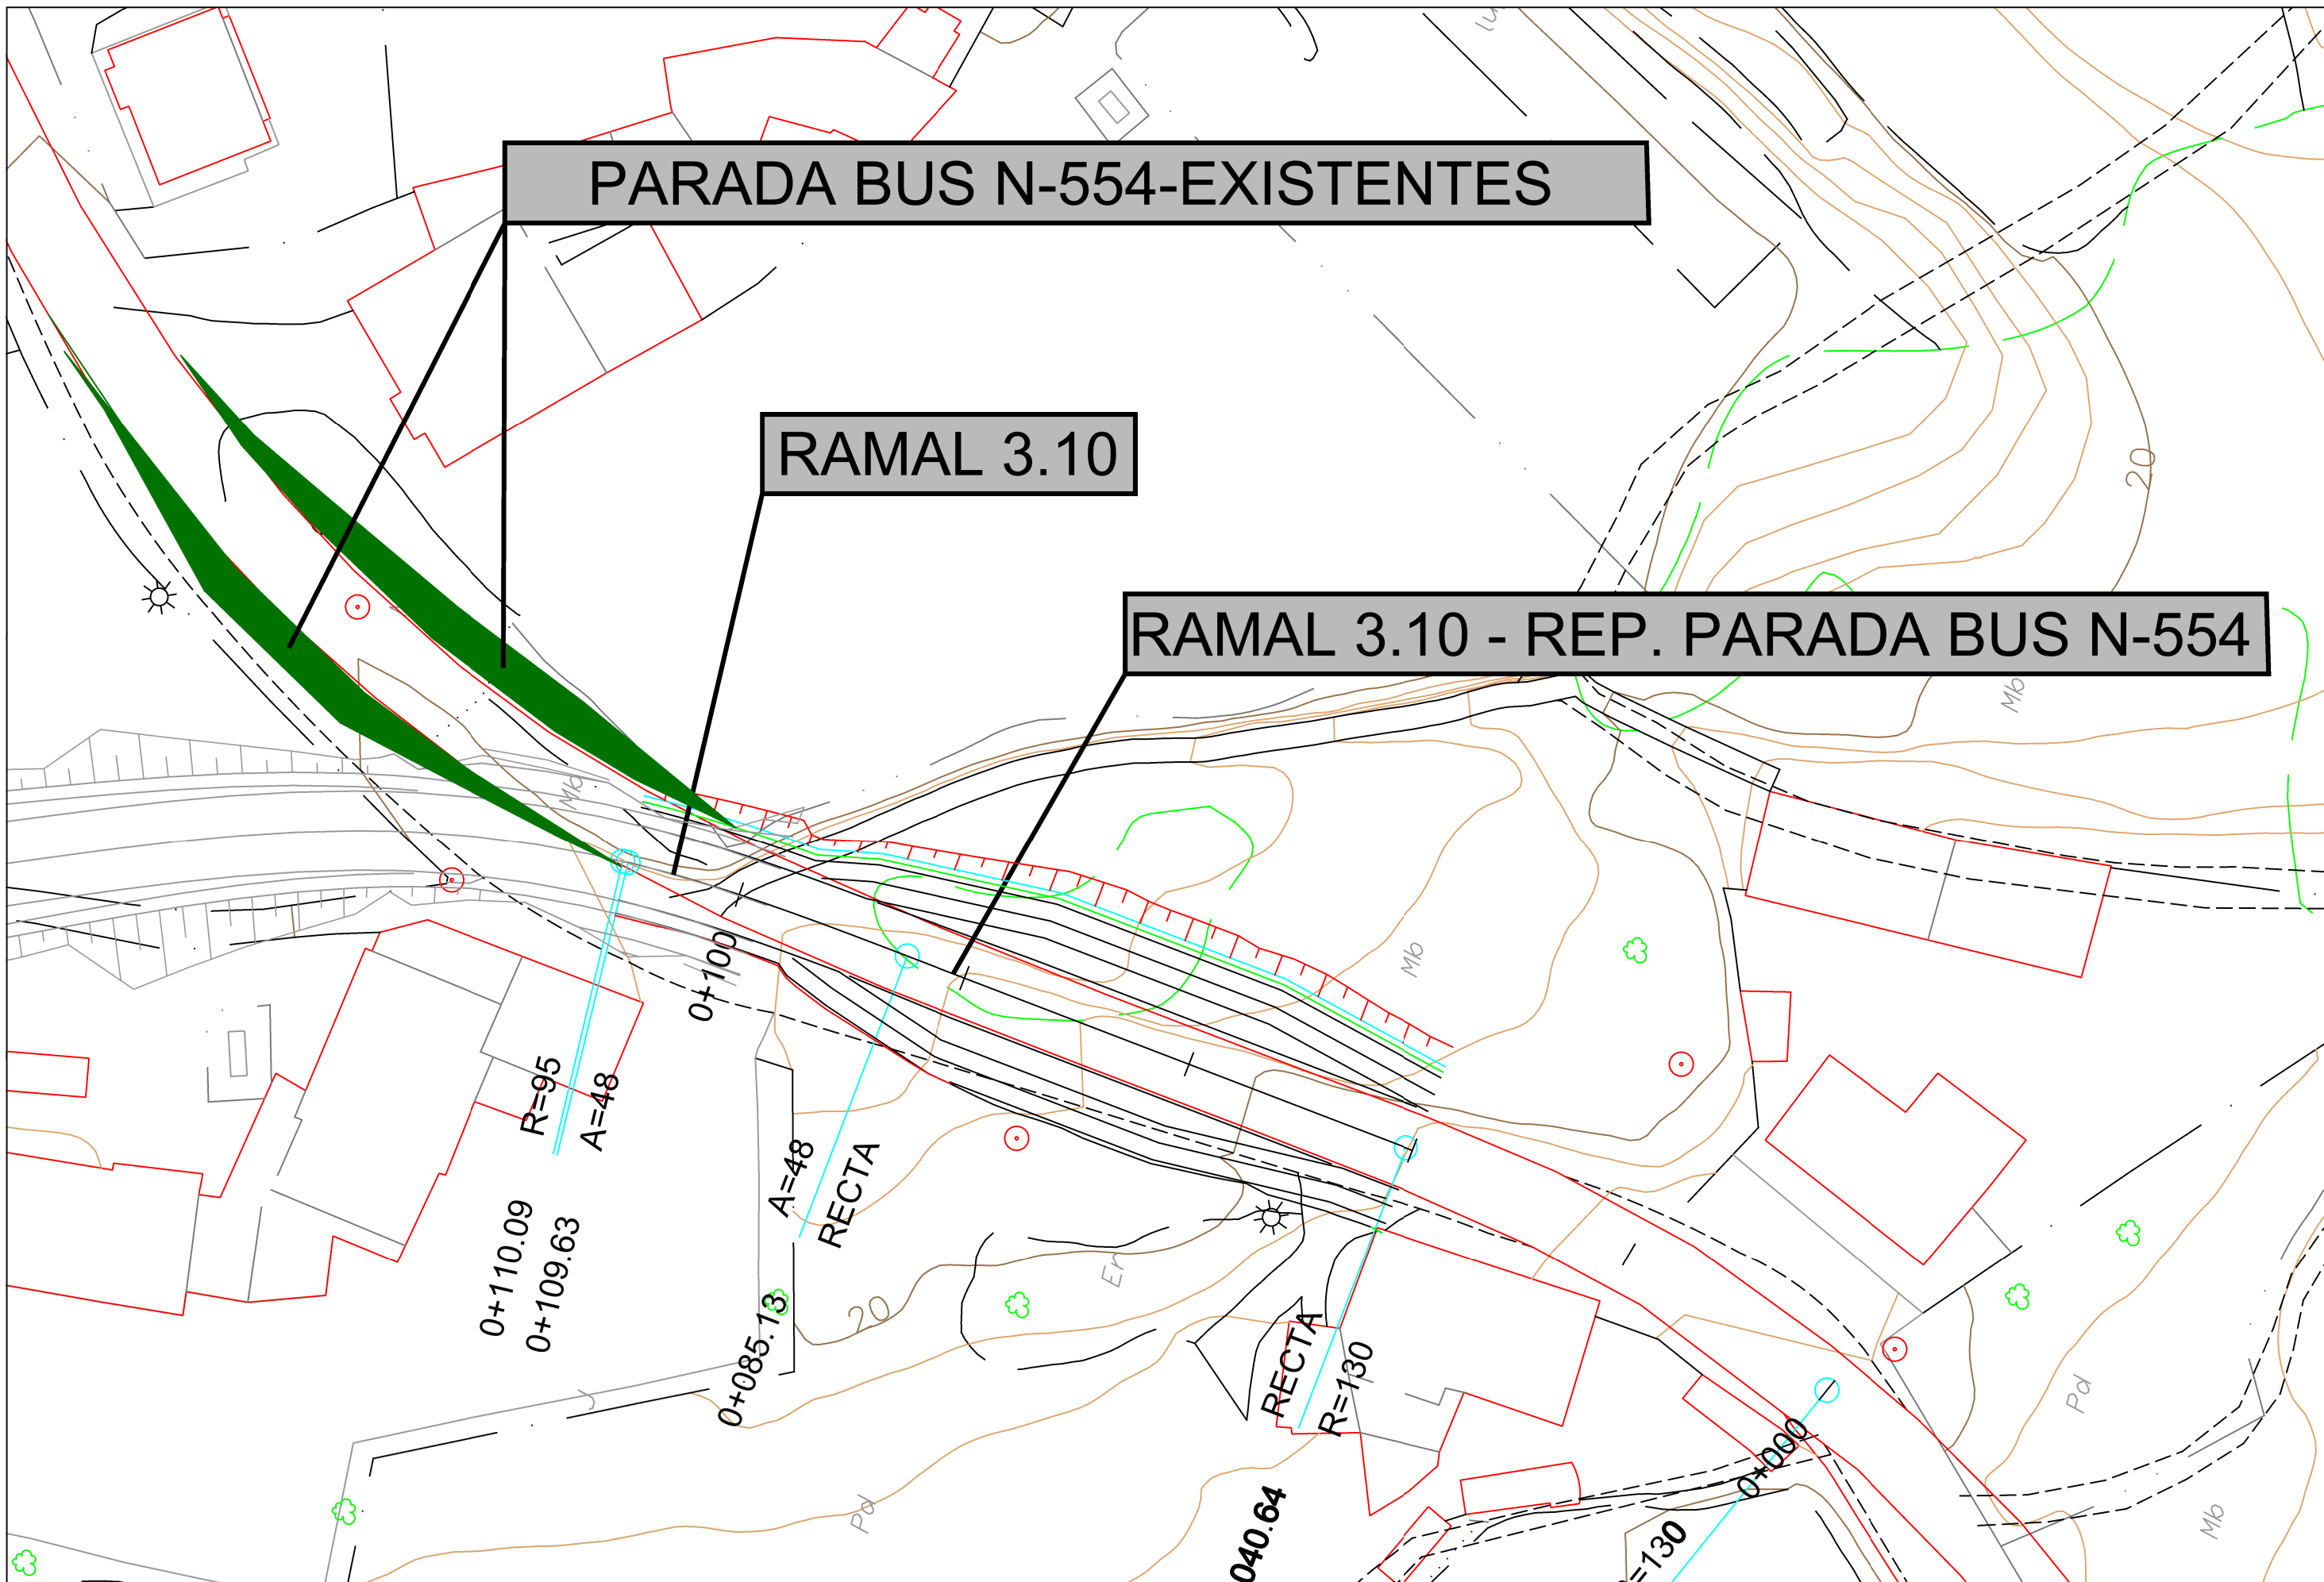 PARADA BUS N-554-EXISTENTES
RAMAL 3.10
20
RAMAL 3.10 - REP. PARADA BUS N-554
Mb
Mb
Mb
0+100
R=95
A=48
A=48
RECTA
0+110.09
0+109.63
Er
20
0+085.13
RECTA
R=130
Pd
0+000
Pd
040.64
=130
Mb